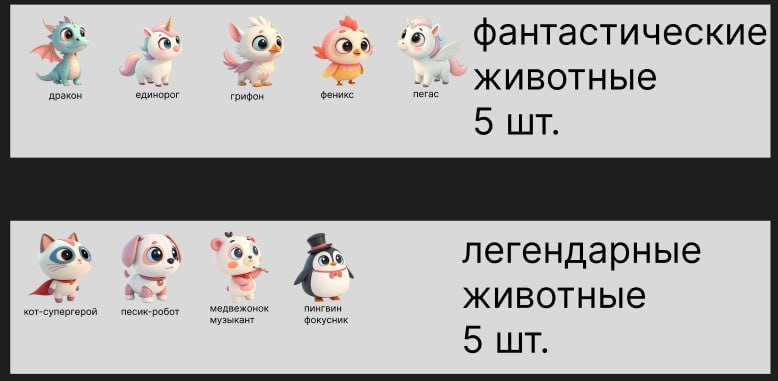 дракон
единорог
грифон
феникс
пегас
фантастические
животные
5 шт.
кот-супергерой
песик-робот
медвежонок
музыкант
пингвин
фокусник
легендарные
животные
5 шт.